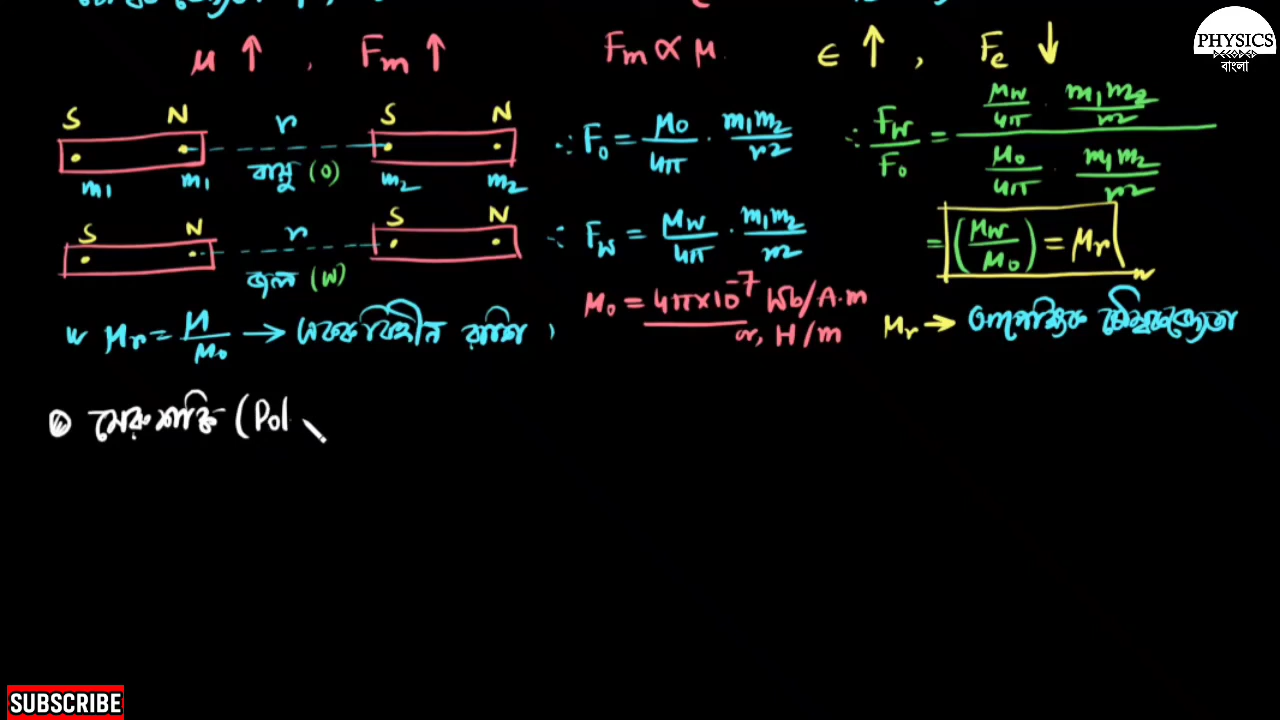 PHYSICS
বাংলা
μ ↑ , Fm ↑ Fm ∝ μ ε ↑ , Fe ↓
S N r S N
m1 m1 বায়ু (0) m2 m2
∴ F0 = μ0/4π · m1m2/r2
∴ Fw/F0 = (μw/4π · m1m2/r2) / (μ0/4π · m1m2/r2)
S N r S N
জল (W)
∴ Fw = μw/4π · m1m2/r2
= (μw/μ0) = μr
μ0 = 4π×10⁻⁷ Wb/A.m
or, H/m
μr → আপেক্ষিক চৌম্বকভেদ্যতা
μr = μ/μ0 → একক বিহীন রাশি ।
মেরুশক্তি (Pol
SUBSCRIBE